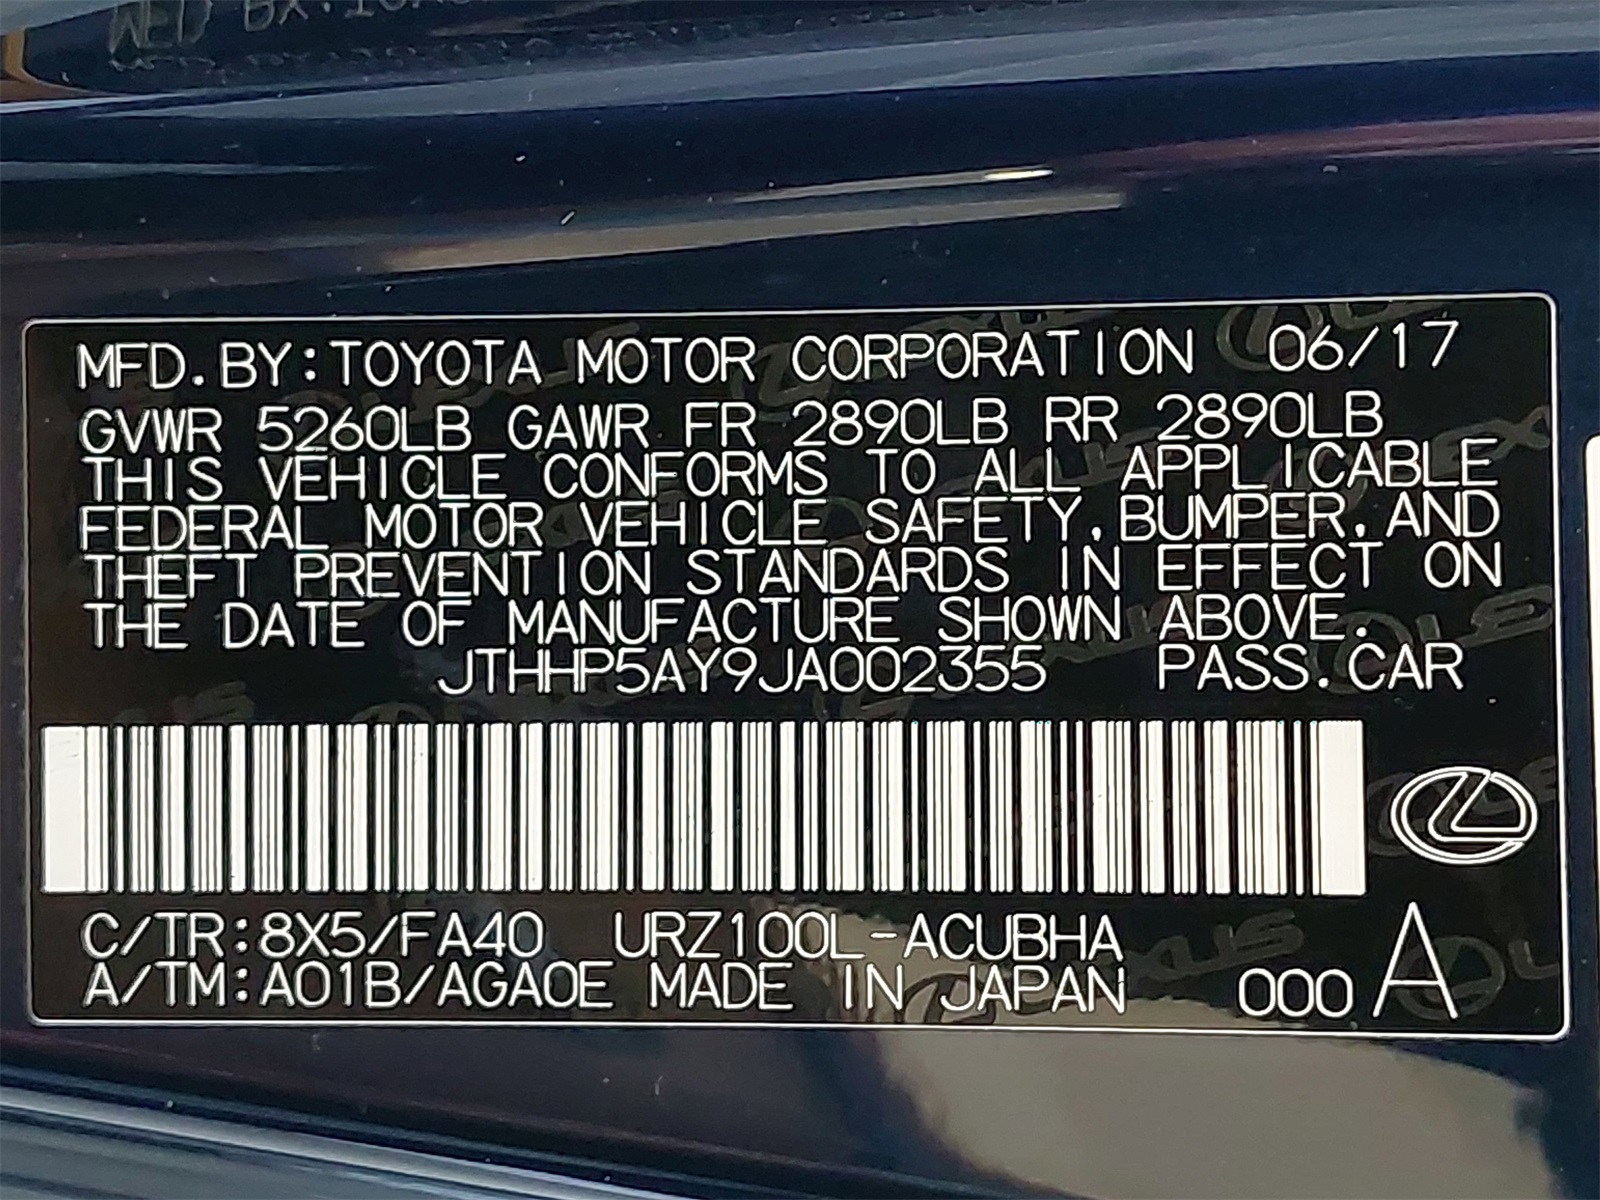 MFD.BY:TOYOTA MOTOR CORPORATION 06/17
GVWR 5260LB GAWR FR 2890LB RR 2890LB
THIS VEHICLE CONFORMS TO ALL APPLICABLE
FEDERAL MOTOR VEHICLE SAFETY,BUMPER,AND
THEFT PREVENTION STANDARDS IN EFFECT ON
THE DATE OF MANUFACTURE SHOWN ABOVE.
JTHHP5AY9JA002355 PASS.CAR
C/TR:8X5/FA40 URZ100L-ACUBHA
A/TM:A01B/AGA0E MADE IN JAPAN 000 A